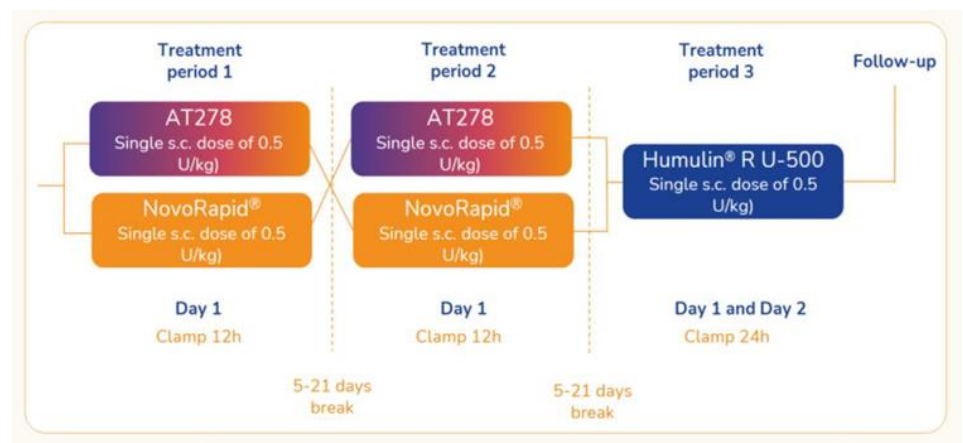 Treatment
period 1
Treatment
period 2
Treatment
period 3
Follow-up
AT278
Single s.c. dose of 0.5
U/kg)
AT278
Single s.c. dose of 0.5
U/kg)
Humulin® R U-500
Single s.c. dose of 0.5
U/kg)
NovoRapid®
Single s.c. dose of 0.5
U/kg)
NovoRapid®
Single s.c. dose of 0.5
U/kg)
Day 1
Clamp 12h
Day 1
Clamp 12h
Day 1 and Day 2
Clamp 24h
5-21 days
break
5-21 days
break